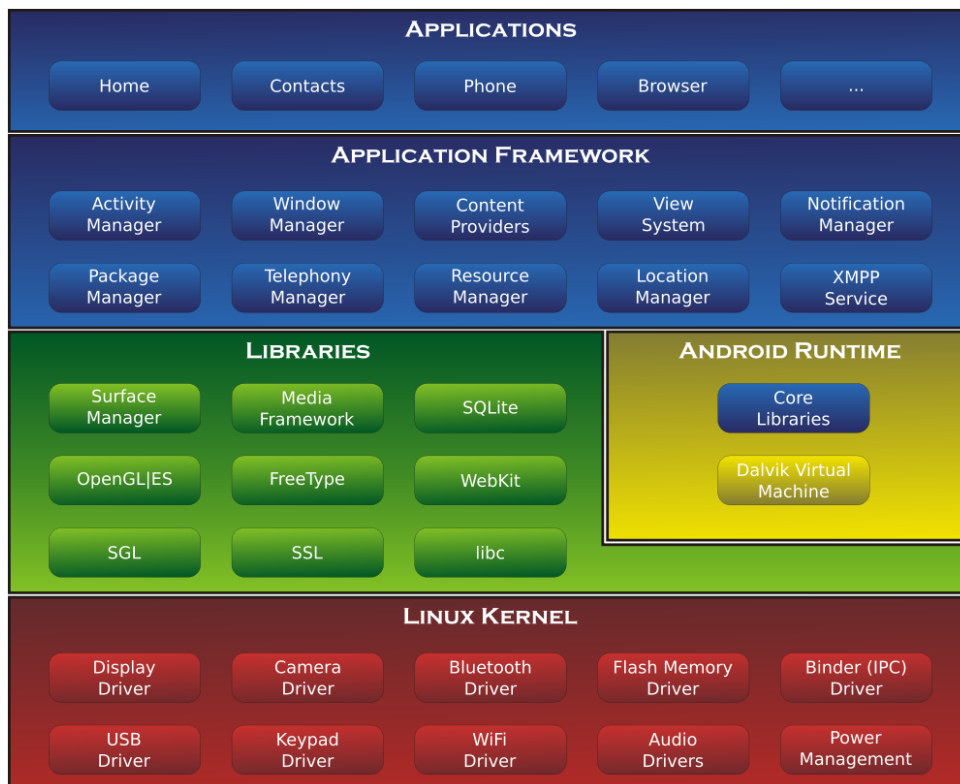 APPLICATIONS
Home
Contacts
Phone
Browser
...
APPLICATION FRAMEWORK
Activity
Manager
Window
Manager
Content
Providers
View
System
Notification
Manager
Package
Manager
Telephony
Manager
Resource
Manager
Location
Manager
XMPP
Service
LIBRARIES
Surface
Manager
Media
Framework
SQLite
OpenGL|ES
FreeType
WebKit
SGL
SSL
libc
ANDROID RUNTIME
Core
Libraries
Dalvik Virtual
Machine
LINUX KERNEL
Display
Driver
Camera
Driver
Bluetooth
Driver
Flash Memory
Driver
Binder (IPC)
Driver
USB
Driver
Keypad
Driver
WiFi
Driver
Audio
Drivers
Power
Management